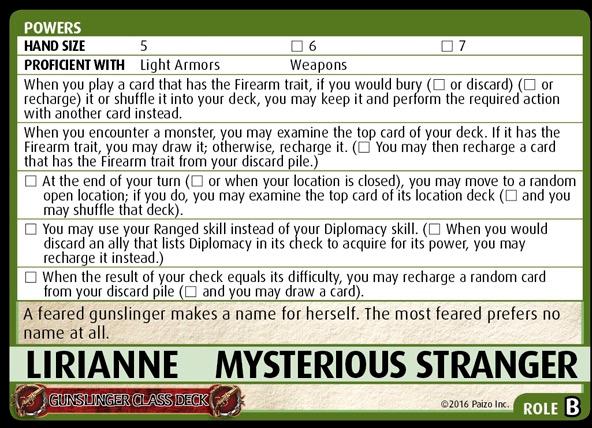 POWERS
HAND SIZE 5 □ 6 □ 7
PROFICIENT WITH Light Armors Weapons
When you play a card that has the Firearm trait, if you would bury (□ or discard) (□ or
recharge) it or shuffle it into your deck, you may keep it and perform the required action
with another card instead.
When you encounter a monster, you may examine the top card of your deck. If it has the
Firearm trait, you may draw it; otherwise, recharge it. (□ You may then recharge a card
that has the Firearm trait from your discard pile.)
□ At the end of your turn (□ or when your location is closed), you may move to a random
open location; if you do, you may examine the top card of its location deck (□ and you
may shuffle that deck).
□ You may use your Ranged skill instead of your Diplomacy skill. (□ When you would
discard an ally that lists Diplomacy in its check to acquire for its power, you may
recharge it instead.)
□ When the result of your check equals its difficulty, you may recharge a random card
from your discard pile (□ and you may draw a card).
A feared gunslinger makes a name for herself. The most feared prefers no
name at all.
LIRIANNE MYSTERIOUS STRANGER
GUNSLINGER CLASS DECK
©2016 Paizo Inc.
ROLE B